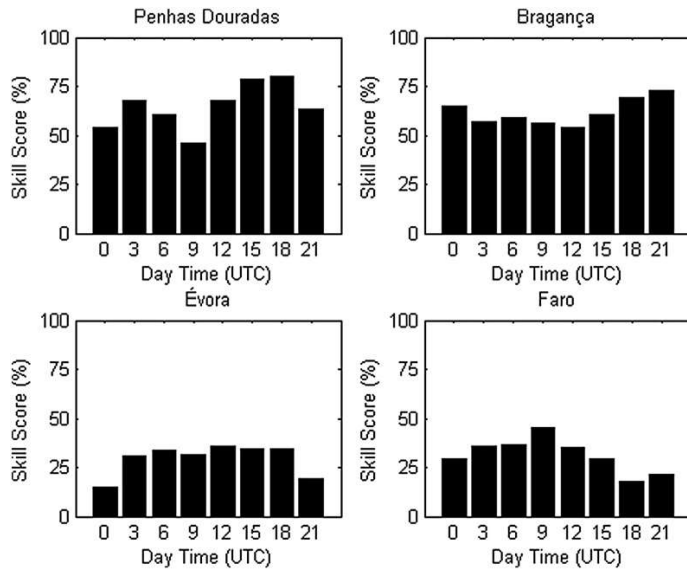 Penhas Douradas
Skill Score (%)
100
75
50
25
0
0 3 6 9 12 15 18 21
Day Time (UTC)
Bragança
Skill Score (%)
100
75
50
25
0
0 3 6 9 12 15 18 21
Day Time (UTC)
Évora
Skill Score (%)
100
75
50
25
0
0 3 6 9 12 15 18 21
Day Time (UTC)
Faro
Skill Score (%)
100
75
50
25
0
0 3 6 9 12 15 18 21
Day Time (UTC)